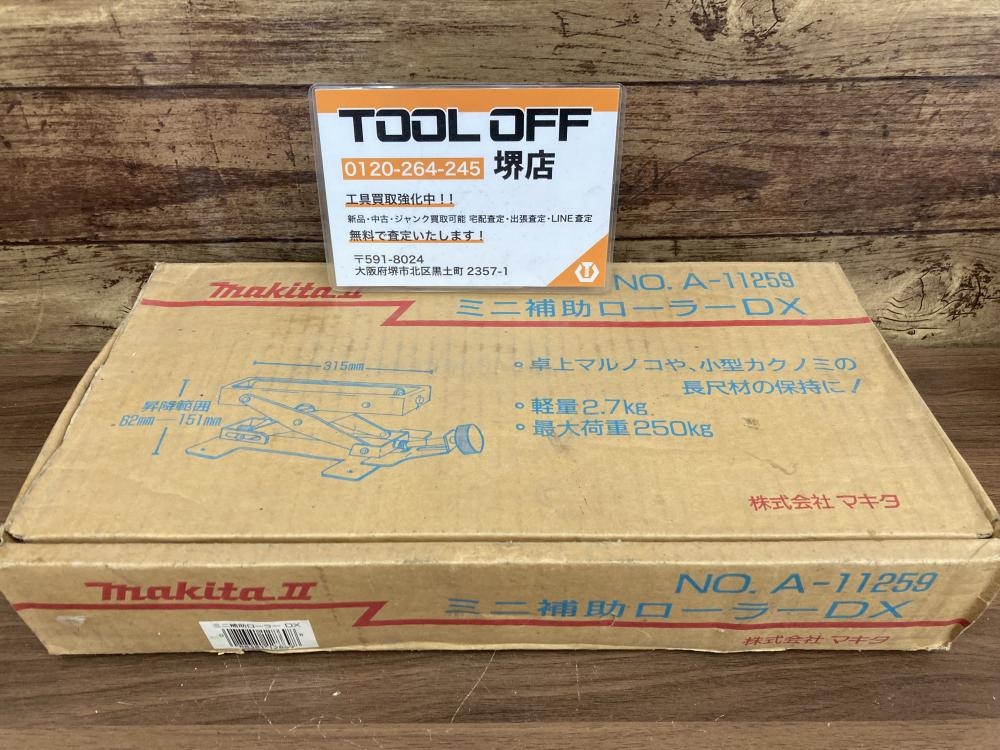 TOOL OFF
0120-264-245 堺店
工具買取強化中!!
新品・中古・ジャンク買取可能 宅配査定・出張査定・LINE査定
無料で査定いたします!
〒591-8024
大阪府堺市北区黒土町 2357-1
makita II
NO. A-11259
ミニ補助ローラーDX
315mm
昇降範囲
62mm―151mm
・卓上マルノコや、小型カクノミの
長尺材の保持に!
・軽量2.7kg
・最大荷重250kg
株式会社 マキタ
makita II
NO. A-11259
ミニ補助ローラーDX
ミニ補助ローラー DX
株式会社 マキタ